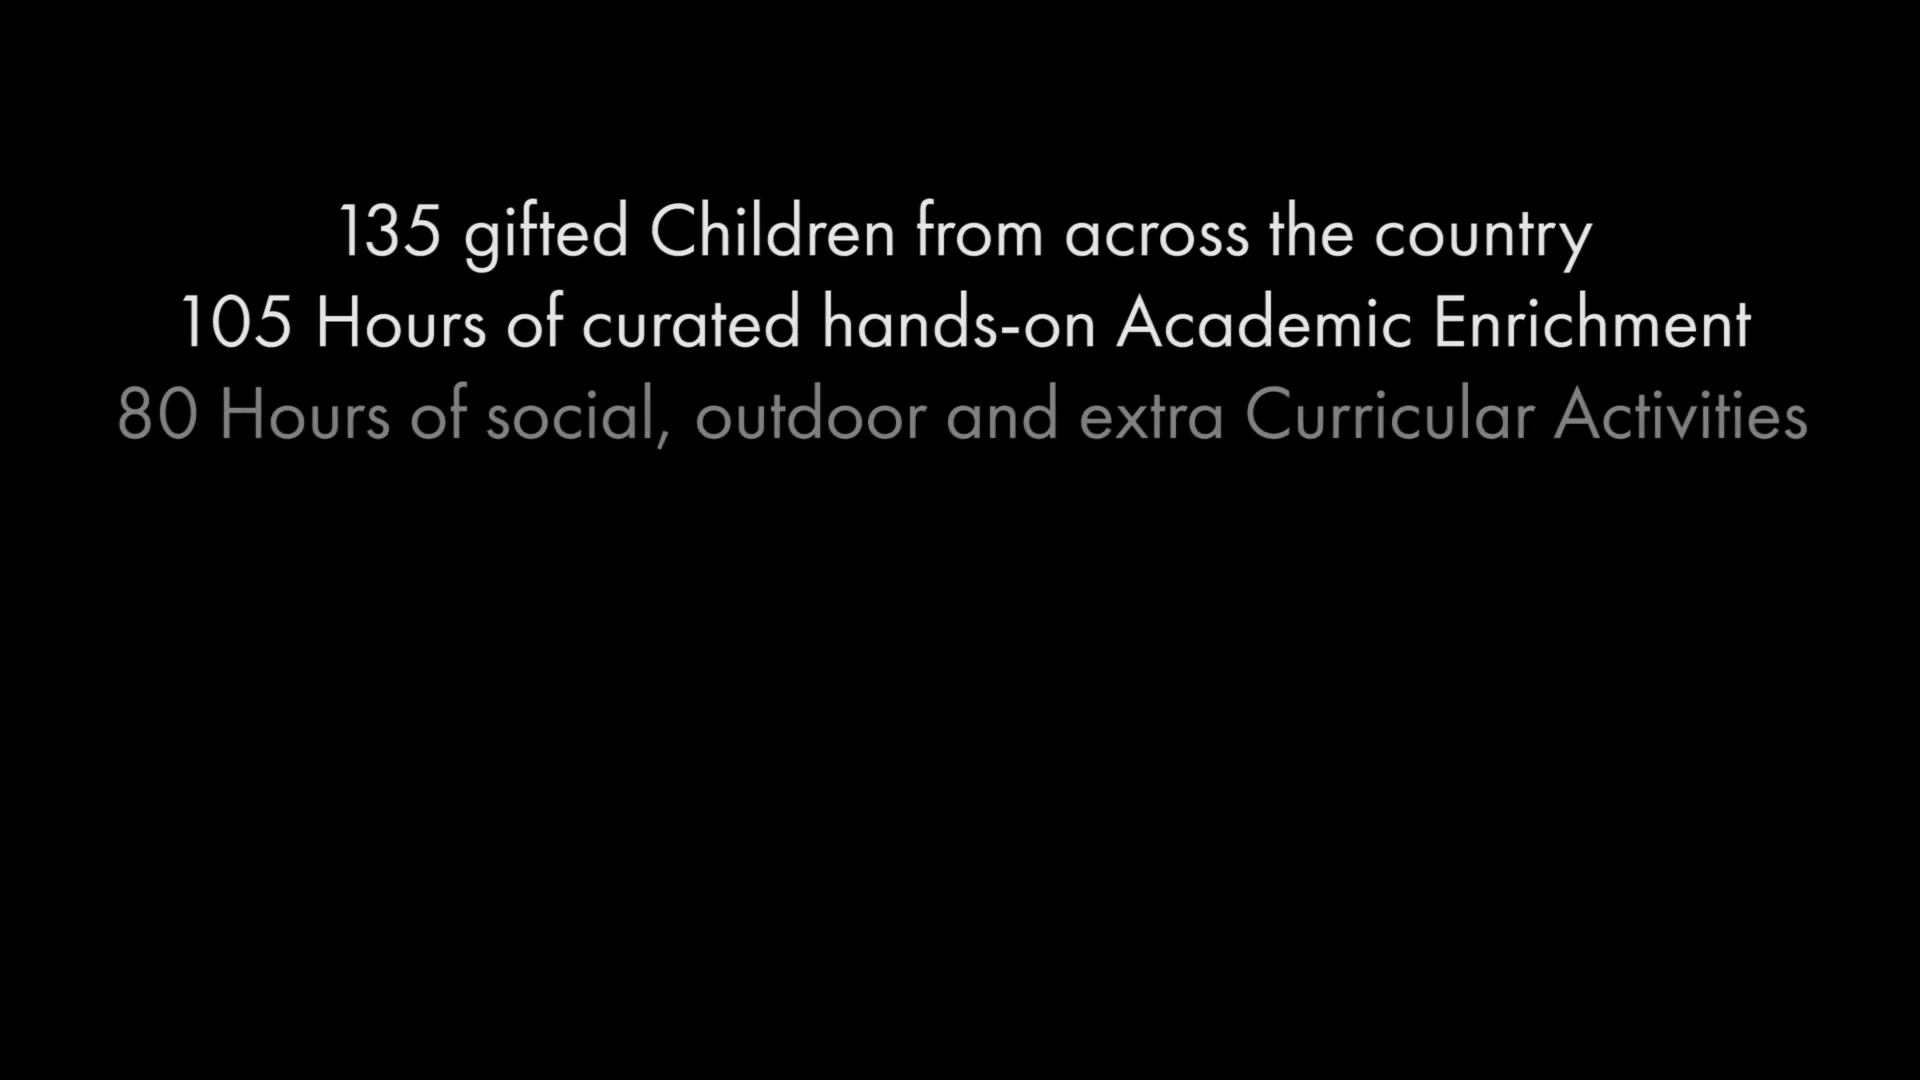 135 gifted Children from across the country
105 Hours of curated hands-on Academic Enrichment
80 Hours of social, outdoor and extra Curricular Activities